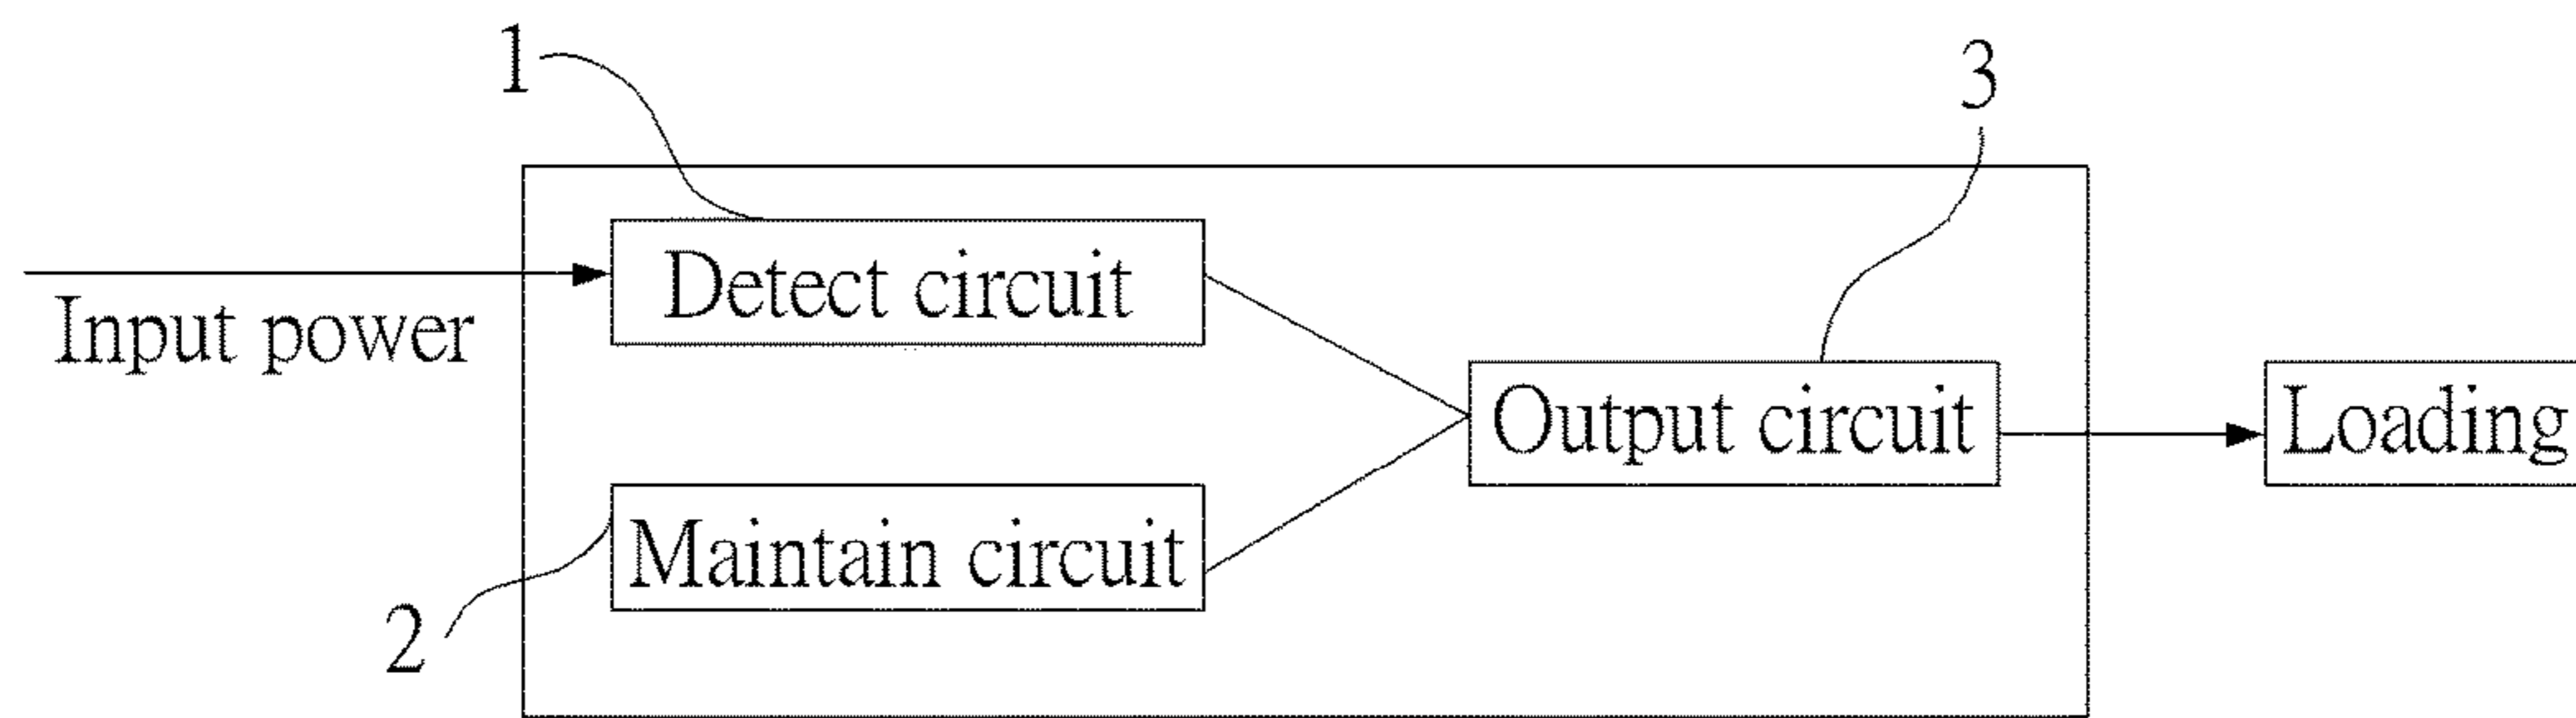 1
3
Detect circuit
Input power
Output circuit
Loading
Maintain circuit
2